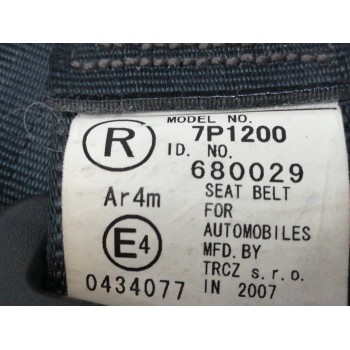 MODEL NO.
7P1200
ID. NO.
680029
R
Ar4m
E4
0434077
SEAT BELT
FOR
AUTOMOBILES
MFD.BY
TRCZ s.r.o.
IN 2007